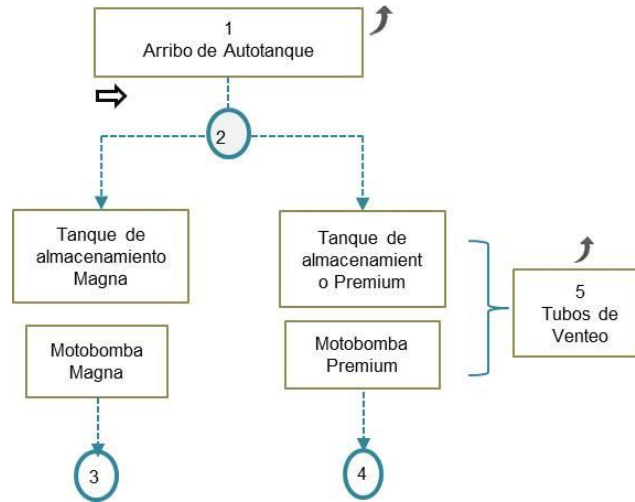 1
Arribo de Autotanque
2
Tanque de
almacenamiento
Magna
Tanque de
almacenamient
o Premium
5
Tubos de
Venteo
Motobomba
Magna
Motobomba
Premium
3
4